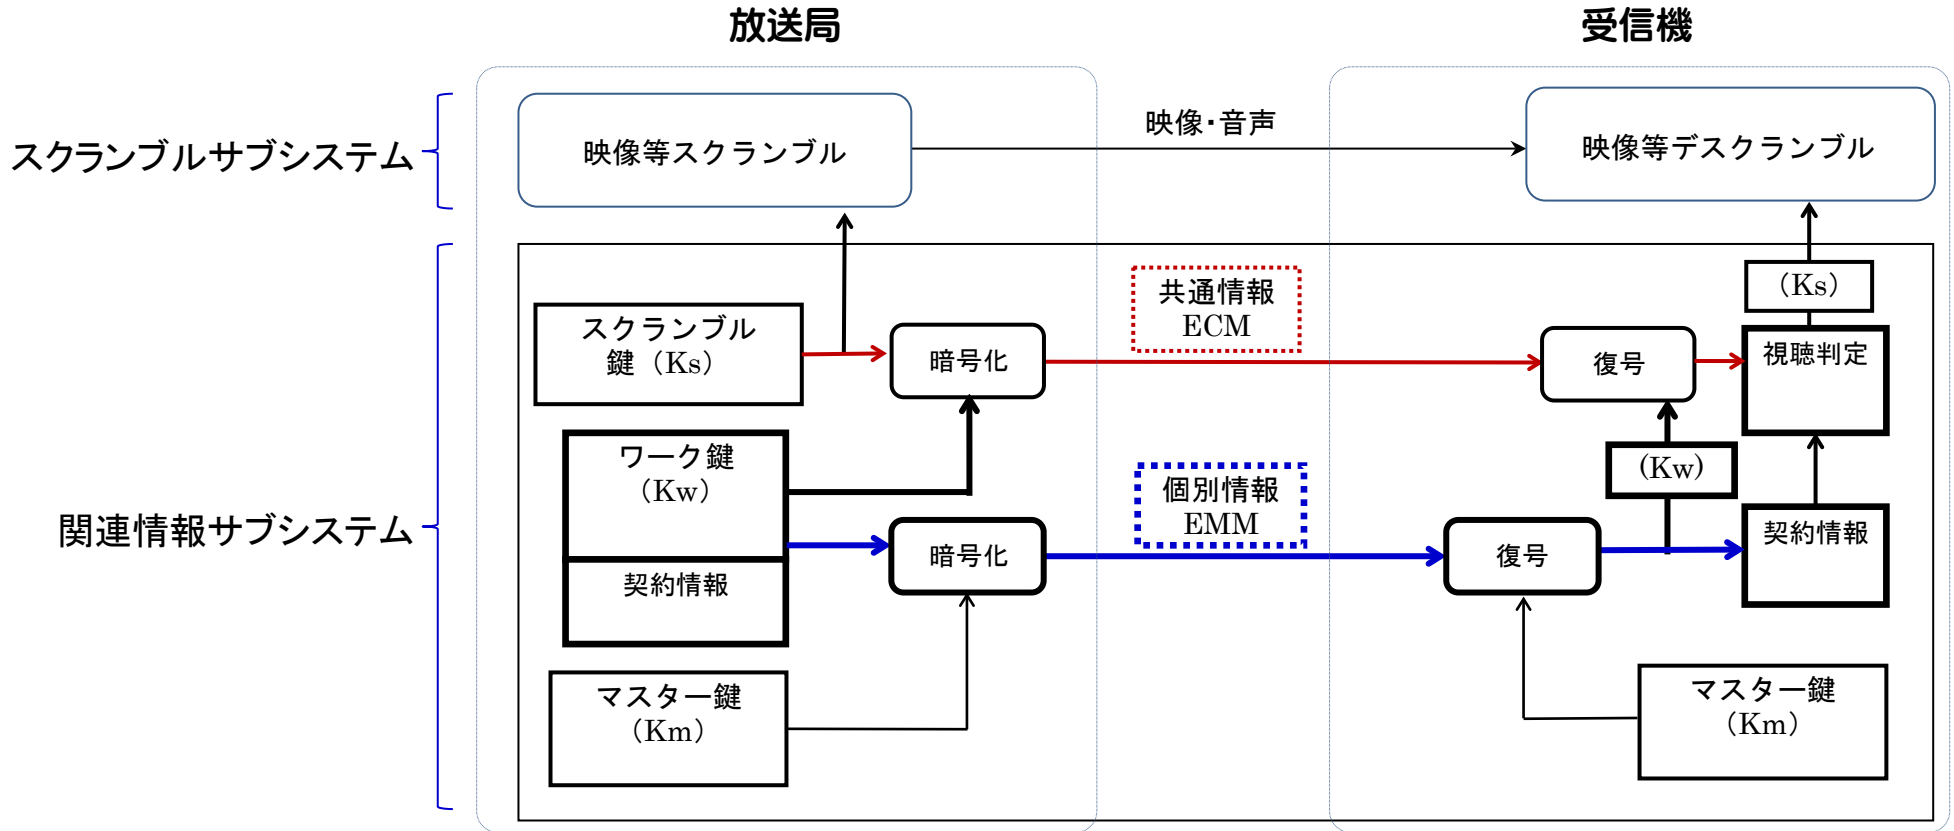 放送局
受信機
スクランブルサブシステム
映像等スクランブル
映像・音声
映像等デスクランブル
スクランブル
鍵（Ks）
暗号化
共通情報
ECM
復号
（Ks）
視聴判定
関連情報サブシステム
ワーク鍵
（Kw）
契約情報
暗号化
個別情報
EMM
復号
(Kw)
契約情報
マスター鍵
（Km）
マスター鍵
（Km）